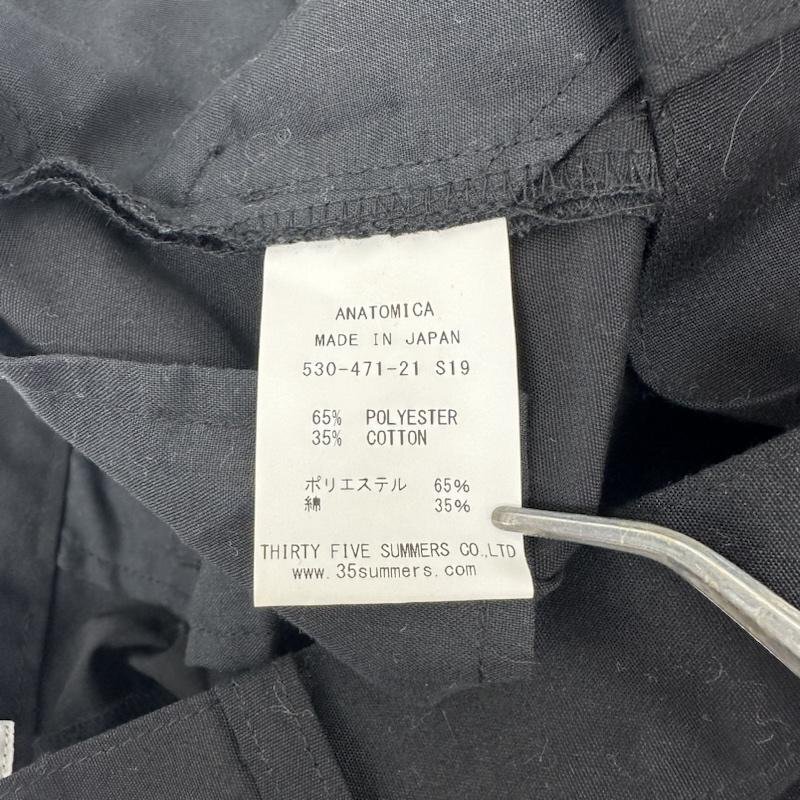 ANATOMICA
MADE IN JAPAN
530-471-21 S19
65% POLYESTER
35% COTTON
ポリエステル 65%
綿 35%
THIRTY FIVE SUMMERS CO.,LTD
www.35summers.com